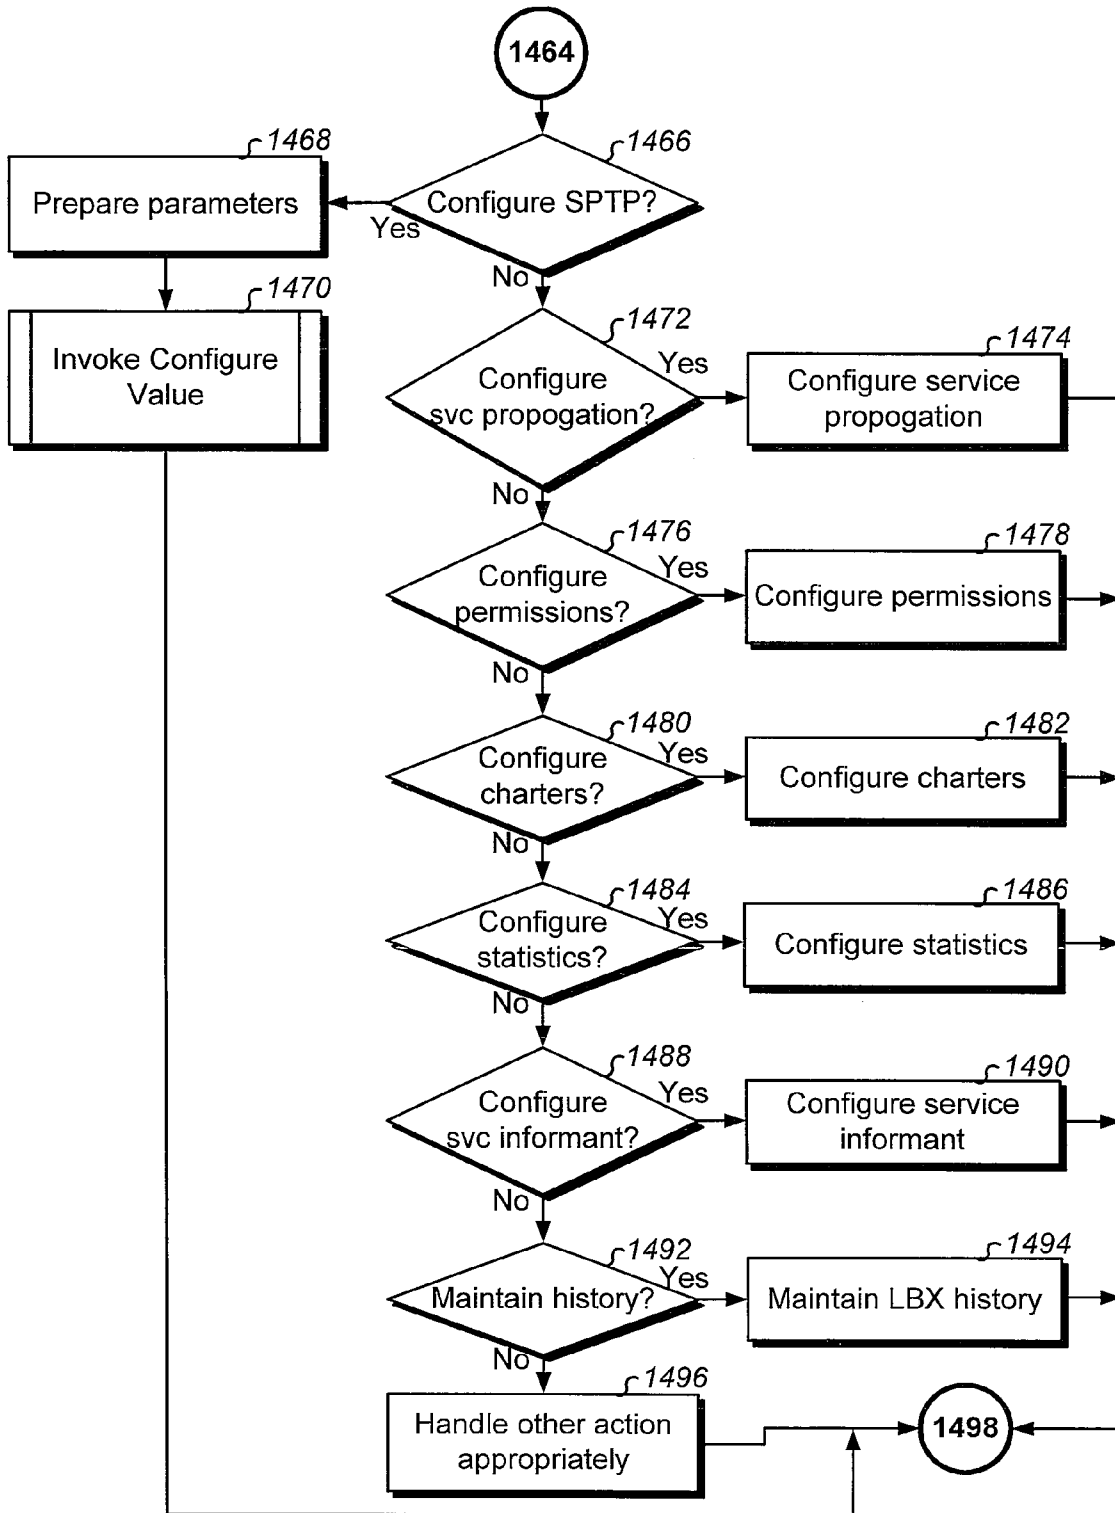 1464
1466
Configure SPTP?
Yes
No
1468
Prepare parameters
1470
Invoke Configure
Value
1472
Configure
svc propogation?
Yes
No
1474
Configure service
propogation
1476
Configure
permissions?
Yes
No
1478
Configure permissions
1480
Configure
charters?
Yes
No
1482
Configure charters
1484
Configure
statistics?
Yes
No
1486
Configure statistics
1488
Configure
svc informant?
Yes
No
1490
Configure service
informant
1492
Maintain history?
Yes
No
1494
Maintain LBX history
1496
Handle other action
appropriately
1498